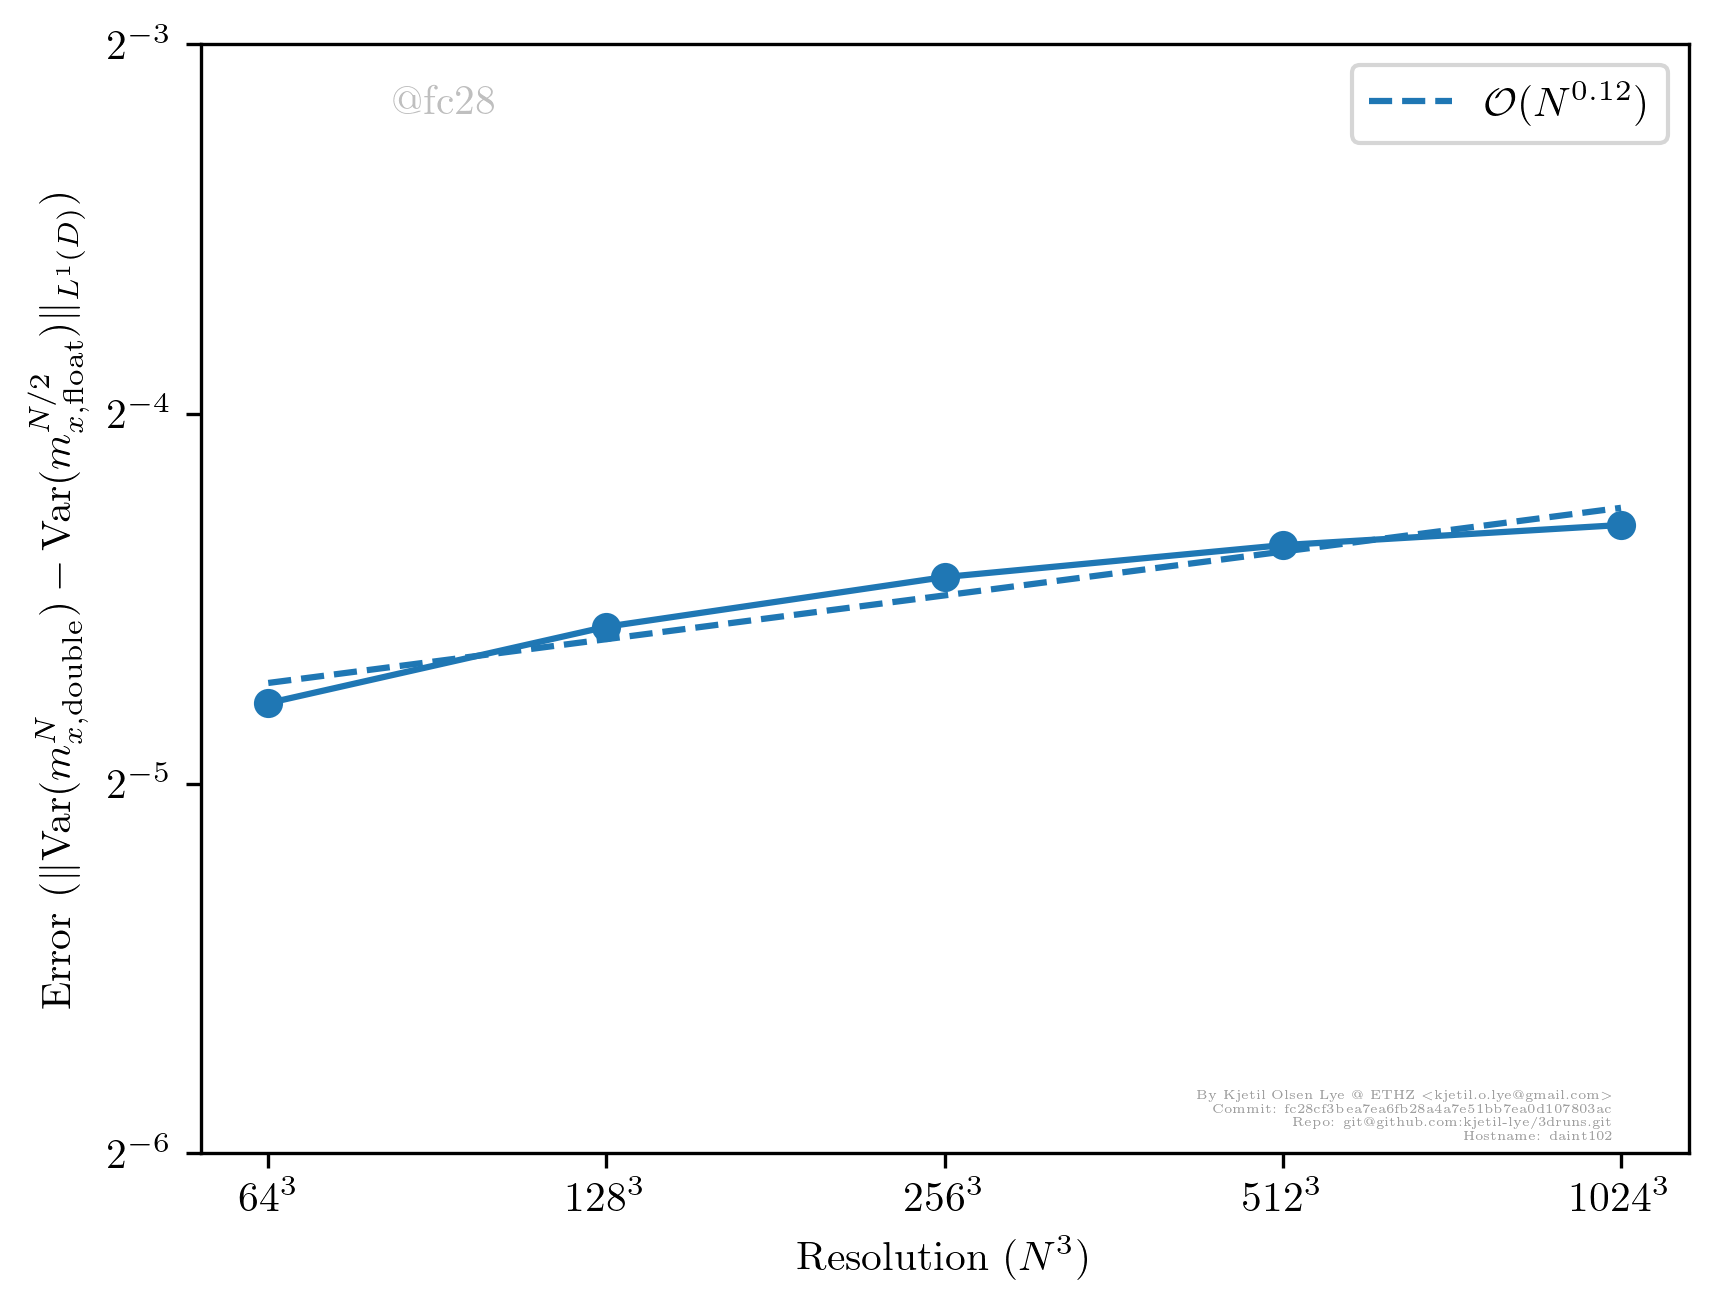 2^{-3}
@fc28
\mathcal{O}(N^{0.12})
Error (||Var(m^{N}_{x,double}) − Var(m^{N/2}_{x,float})||_{L^1(D)})
2^{-4}
2^{-5}
By Kjetil Olsen Lye @ ETHZ <kjetil.o.lye@gmail.com>
Commit: fc28cf3bea7ea6fb28a4a7e51bb7ea0d107803ac
Repo: git@github.com:kjetil-lye/3druns.git
Hostname: daint102
2^{-6}
64^3 128^3 256^3 512^3 1024^3
Resolution (N^3)